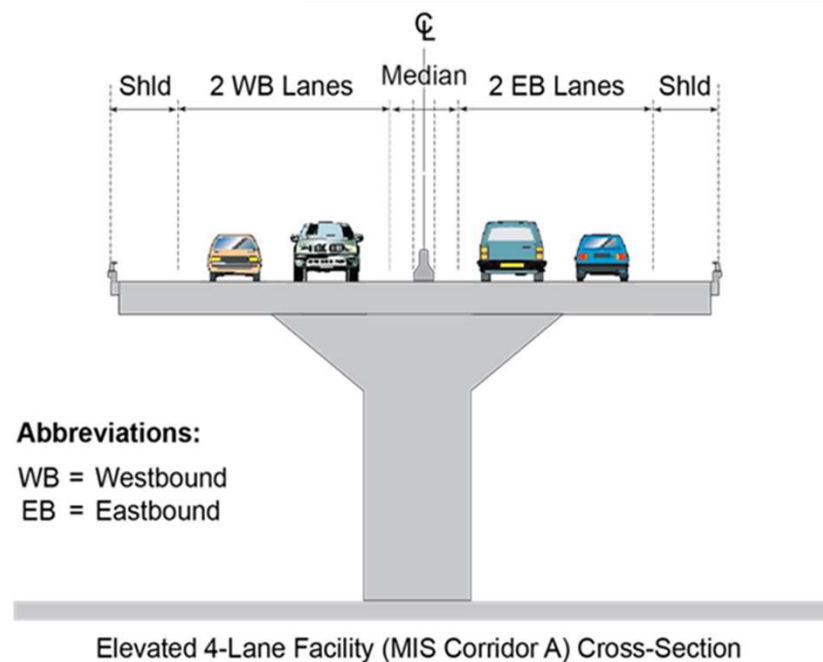 ℄
Shld
2 WB Lanes
Median
2 EB Lanes
Shld
Abbreviations:
WB = Westbound
EB = Eastbound
Elevated 4-Lane Facility (MIS Corridor A) Cross-Section